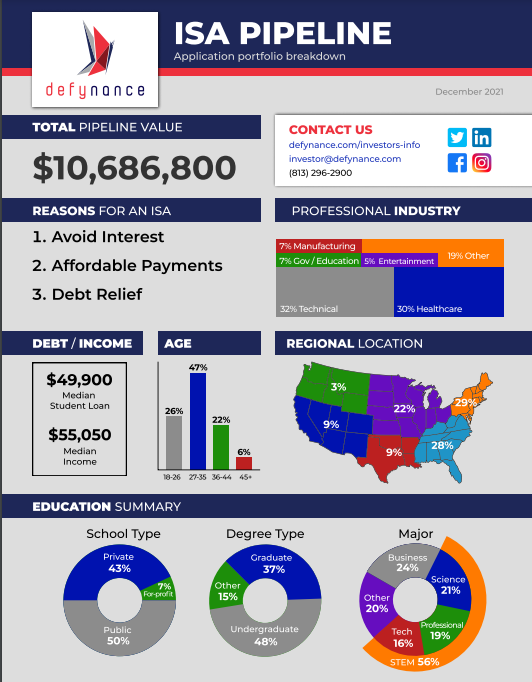 ISA PIPELINE
Application portfolio breakdown
defynance
December 2021
TOTAL PIPELINE VALUE
$10,686,800
CONTACT US
defynance.com/investors-info
investor@defynance.com
(813) 296-2900
REASONS FOR AN ISA
1. Avoid Interest
2. Affordable Payments
3. Debt Relief
PROFESSIONAL INDUSTRY
7% Manufacturing
7% Gov / Education
5% Entertainment
19% Other
32% Technical
30% Healthcare
DEBT / INCOME
$49,900
Median
Student Loan
$55,050
Median
Income
AGE
47%
26%
22%
6%
18-26 27-35 36-44 45+
REGIONAL LOCATION
3%
9%
22%
29%
28%
9%
EDUCATION SUMMARY
School Type
Private
43%
7%
For-profit
Public
50%
Degree Type
Graduate
37%
Other
15%
Undergraduate
48%
Major
Business
24%
Science
21%
Other
20%
Professional
19%
Tech
16%
STEM 56%